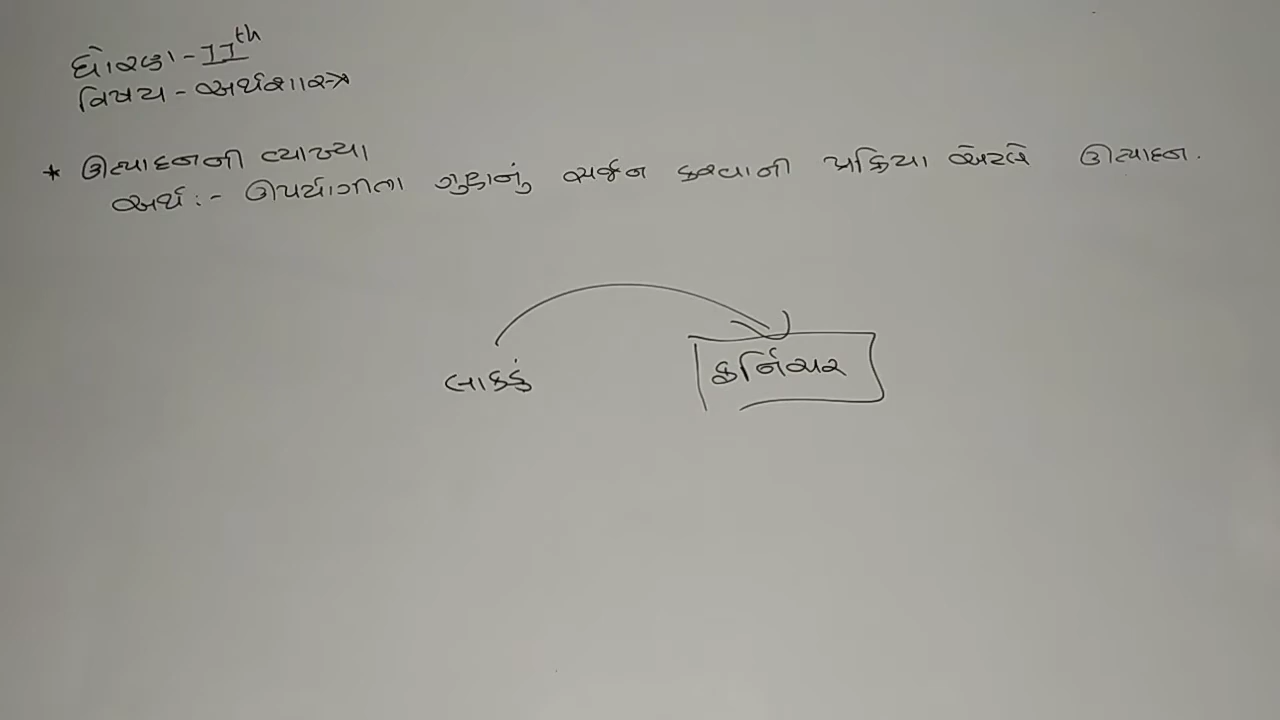 ધોરણ - 11th
વિષય - અર્થશાસ્ત્ર
* ઉત્પાદનની વ્યાખ્યા
અર્થ :- ઉપયોગીતા ગુણનું સર્જન કરવાની પ્રક્રિયા એટલે ઉત્પાદન.
લાકડું ફર્નિચર